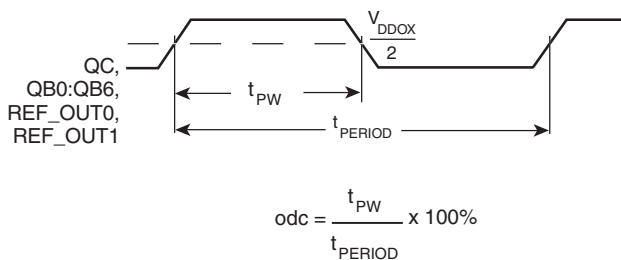 V_DDOX
2
QC,
QB0:QB6,
REF_OUT0,
REF_OUT1
t_PW
t_PERIOD
odc = t_PW / t_PERIOD x 100%